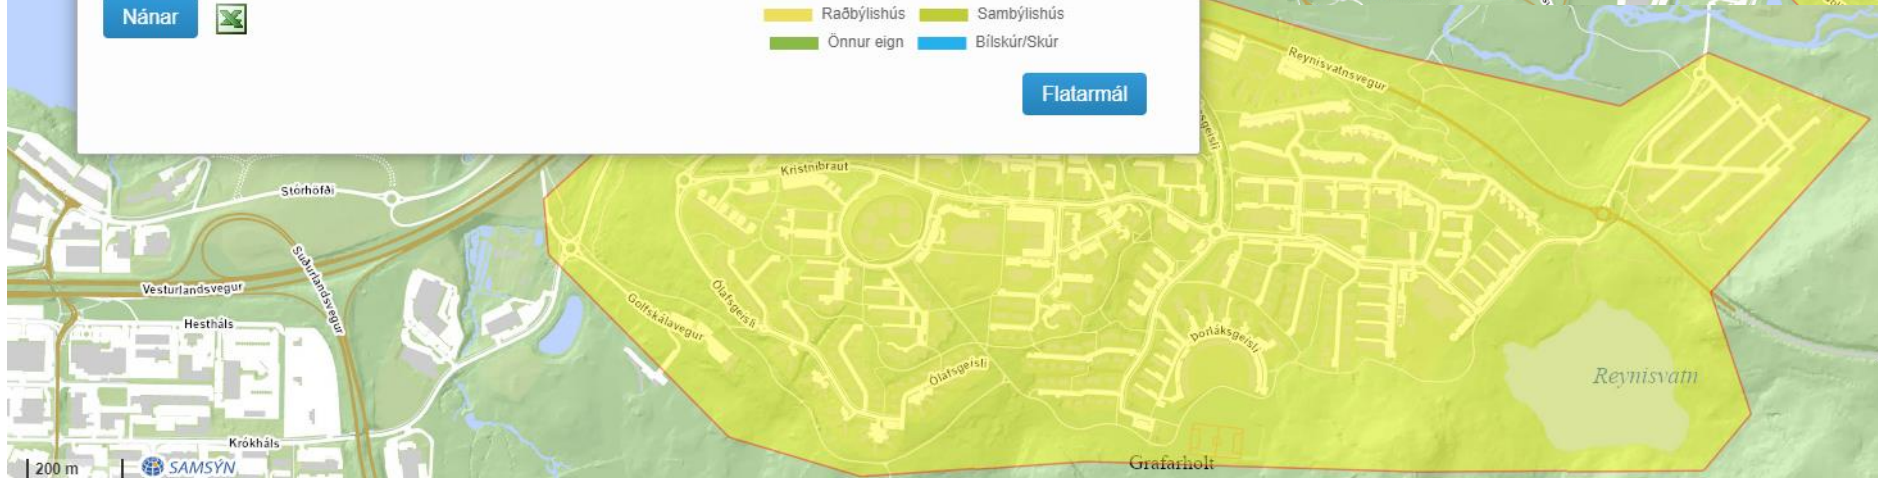 Nánar
Raðbýlishús
Sambýlishús
Önnur eign
Bílskúr/Skúr
Flatarmál
Reynisvatnsvegur
Kristnibraut
Stórhöfði
Suðurlandsvegur
Vesturlandsvegur
Hestháls
Golfskálavegur
Ólafsgeisli
Ólafsgeisli
Þorláksgeisli
Reynisvatn
Krókháls
Grafarholt
200 m
SAMSÝN